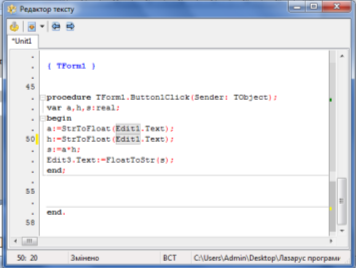 Редактор тексту
*Unit1
{ TForm1 }
45
procedure TForm1.Button1Click(Sender: TObject);
var a,h,s:real;
begin
a:=StrToFloat(Edit1.Text);
50 h:=StrToFloat(Edit1.Text);
s:=a*h;
Edit3.Text:=FloatToStr(s);
end;
55
end.
58
50: 20 Змінено ВСТ C:\Users\Admin\Desktop\Лазарус програми